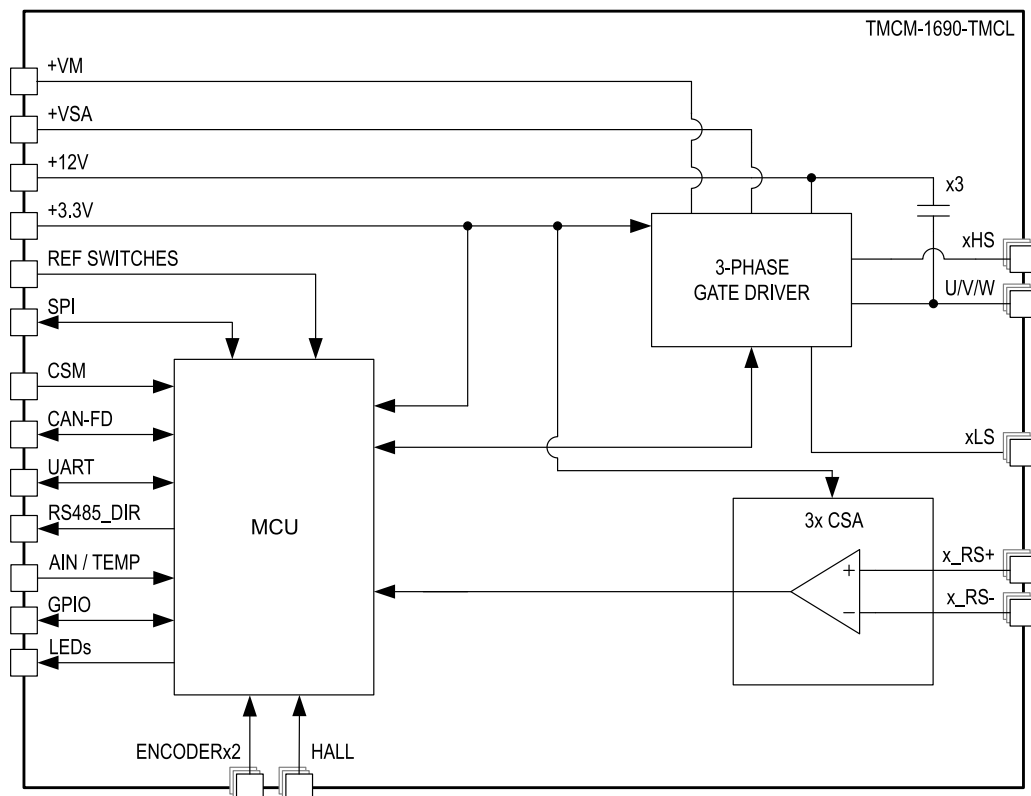 TMCM-1690-TMCL
+VM
+VSA
+12V
x3
+3.3V
xHS
REF SWITCHES
3-PHASE
GATE DRIVER
U/V/W
SPI
CSM
CAN-FD
xLS
UART
RS485_DIR
MCU
3x CSA
AIN / TEMP
x_RS+
+
GPIO
x_RS-
−
LEDs
ENCODERx2
HALL